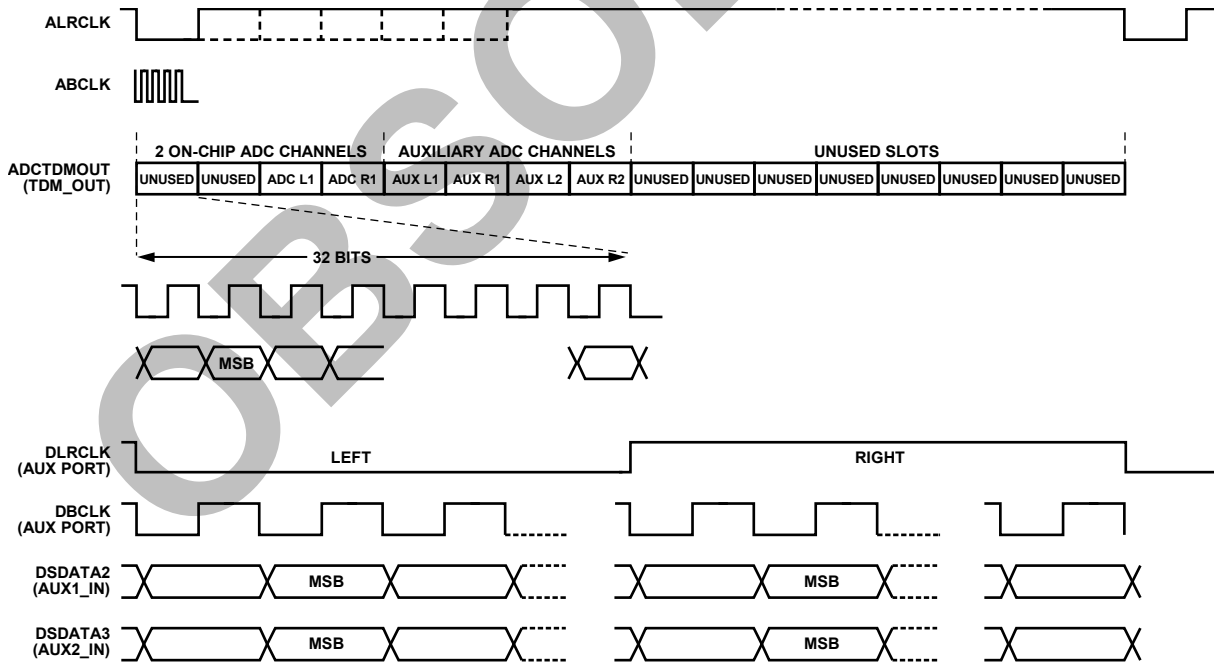 ALRCLK
ABCLK
2 ON-CHIP ADC CHANNELS AUXILIARY ADC CHANNELS UNUSED SLOTS
ADCTDMOUT
(TDM_OUT)
UNUSED UNUSED ADC L1 ADC R1 AUX L1 AUX R1 AUX L2 AUX R2 UNUSED UNUSED UNUSED UNUSED UNUSED UNUSED UNUSED UNUSED
32 BITS
MSB
DLRCLK
(AUX PORT)
LEFT RIGHT
DBCLK
(AUX PORT)
DSDATA2
(AUX1_IN)
MSB MSB
DSDATA3
(AUX2_IN)
MSB MSB
OBSO